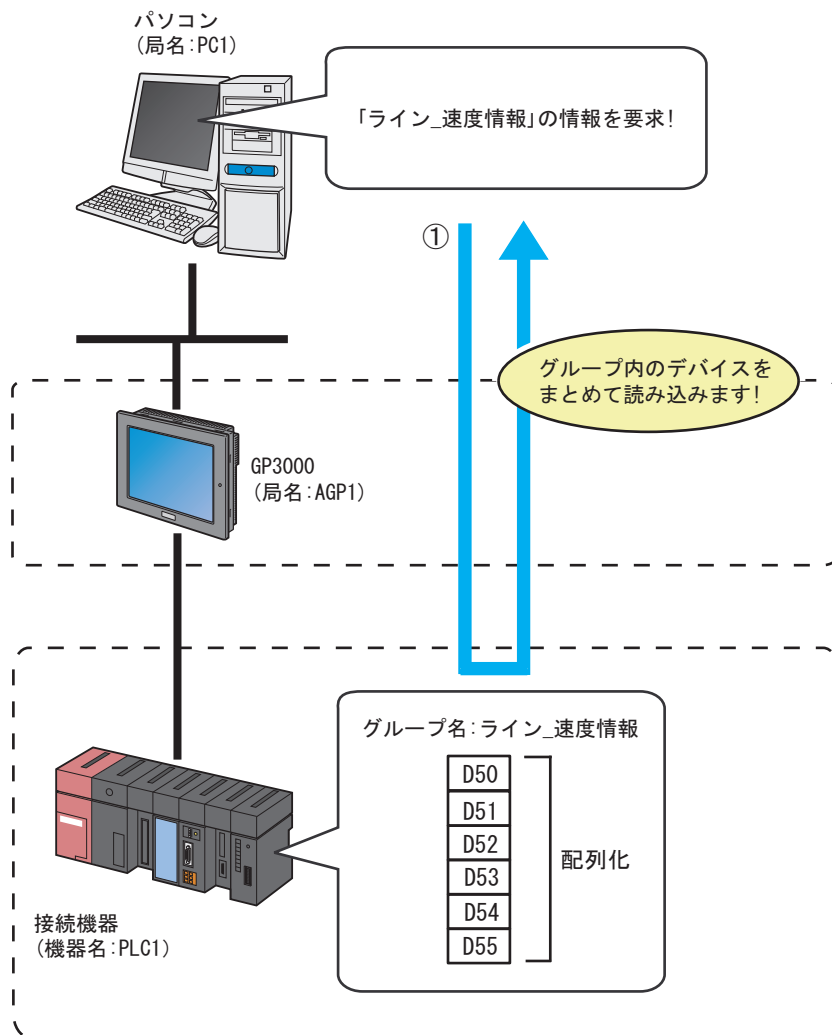 パソコン
(局名:PC1)
「ライン_速度情報」の情報を要求!
①
グループ内のデバイスを
まとめて読み込みます!
GP3000
(局名:AGP1)
グループ名:ライン_速度情報
D50
D51
D52
D53
D54
D55
配列化
接続機器
(機器名:PLC1)